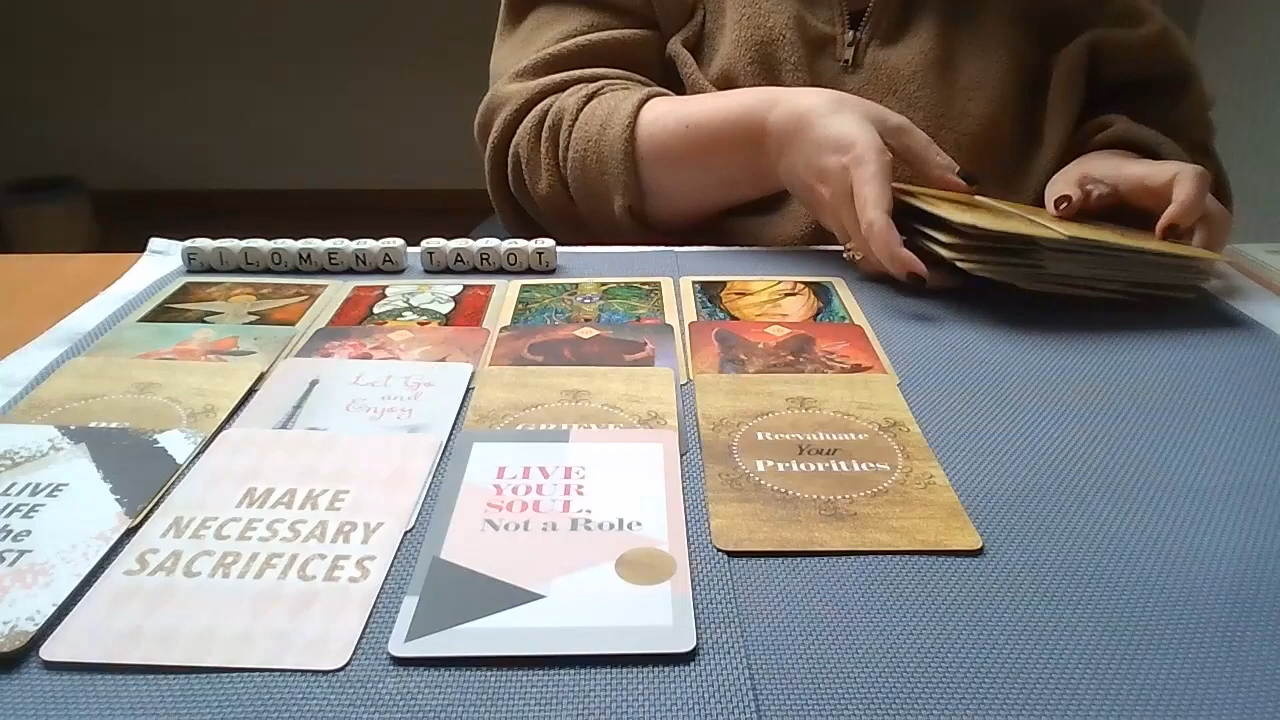 FILOMENA TAROT
Let Go
and
Enjoy
GRIEVE
Reevaluate
Your
Priorities
LIVE
the
MAKE
NECESSARY
SACRIFICES
LIVE
YOUR
SOUL,
Not a Role